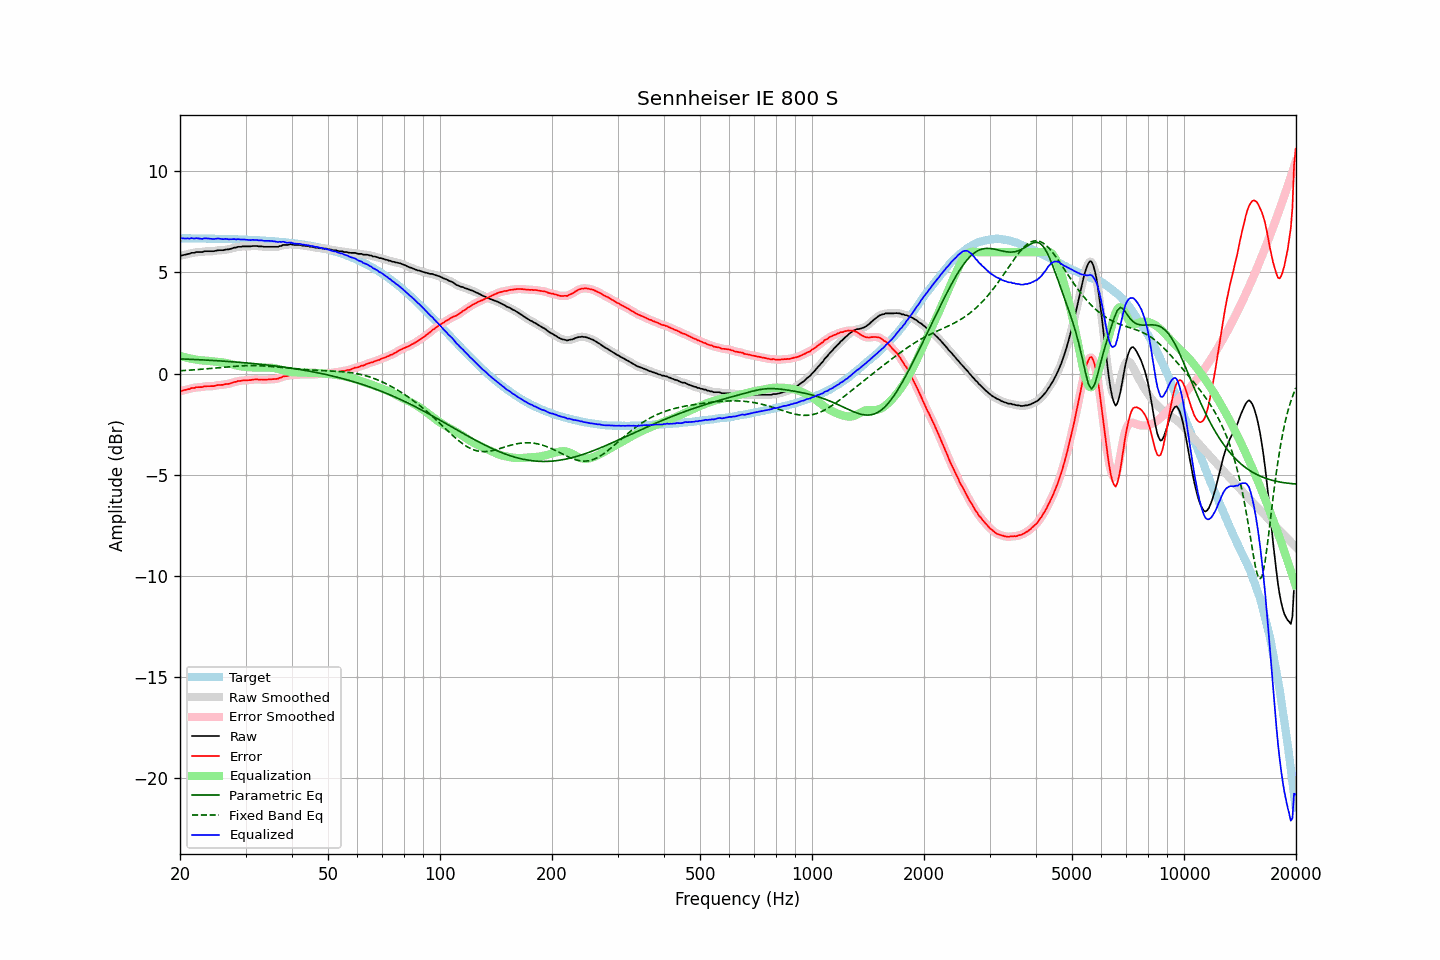 Sennheiser IE 800 S
Amplitude (dBr)
10
5
0
−5
−10
−15
−20
Target
Raw Smoothed
Error Smoothed
Raw
Error
Equalization
Parametric Eq
Fixed Band Eq
Equalized
20 50 100 200 500 1000 2000 5000 10000 20000
Frequency (Hz)